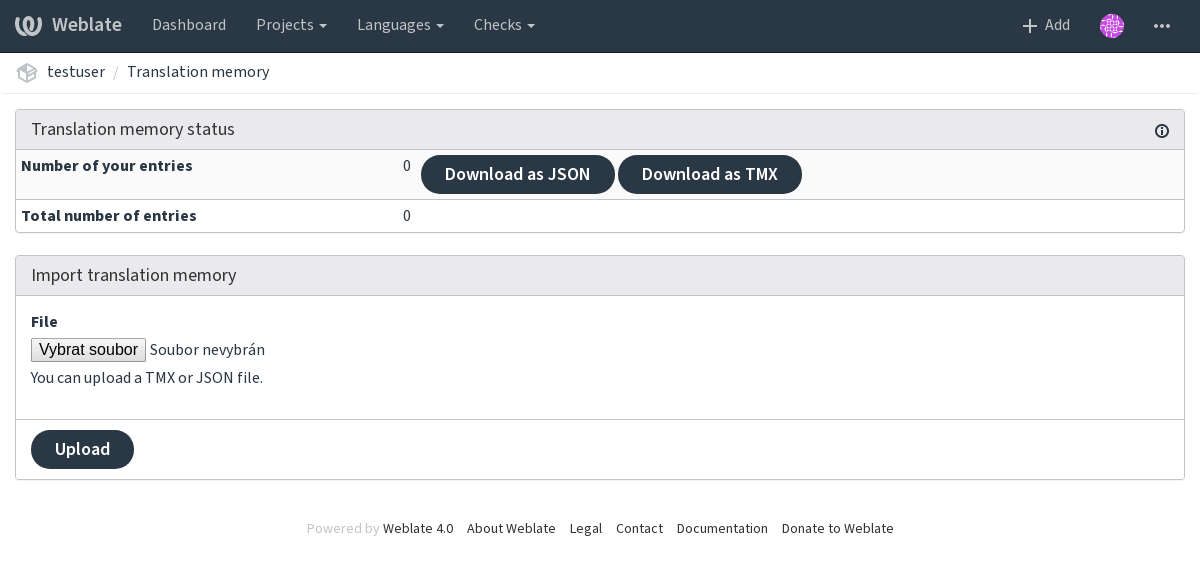 Weblate Dashboard Projects Languages Checks Add
testuser / Translation memory
Translation memory status
Number of your entries 0 Download as JSON Download as TMX
Total number of entries 0
Import translation memory
File
Vybrat soubor Soubor nevybrán
You can upload a TMX or JSON file.
Upload
Powered by Weblate 4.0 About Weblate Legal Contact Documentation Donate to Weblate